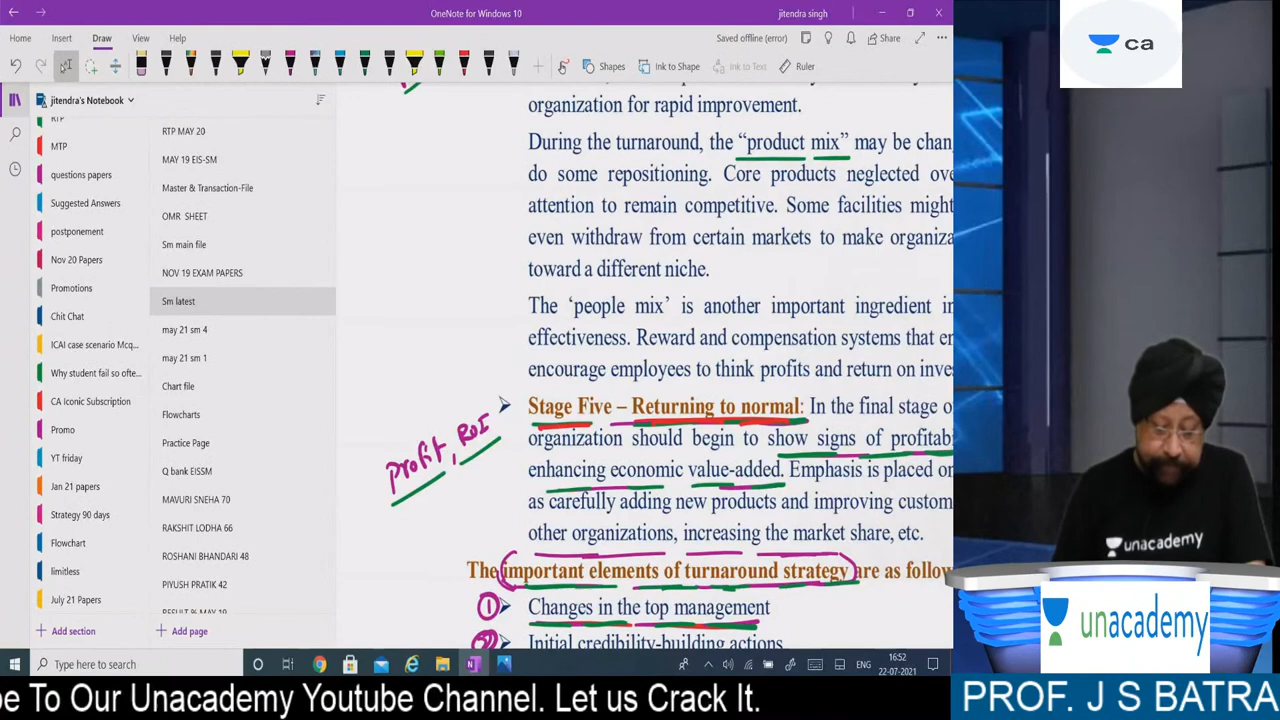 OneNote for Windows 10
jitendra singh
Home Insert Draw View Help
Saved offline (error)
Share
Shapes Ink to Shape Ink to Text Ruler
jitendra's Notebook
RTP
MTP
questions papers
Suggested Answers
postponement
Nov 20 Papers
Promotions
Chit Chat
ICAI case scenario Mcq...
Why student fail so ofte...
CA Iconic Subscription
Promo
YT friday
Jan 21 papers
Strategy 90 days
Flowchart
limitless
July 21 Papers
Add section
RTP MAY 20
MAY 19 EIS-SM
Master & Transaction-File
OMR SHEET
Sm main file
NOV 19 EXAM PAPERS
Sm latest
may 21 sm 4
may 21 sm 1
Chart file
Flowcharts
Practice Page
Q bank EISSM
MAVURI SNEHA 70
RAKSHIT LODHA 66
ROSHANI BHANDARI 48
PIYUSH PRATIK 42
RESULT % MAY 19
Add page
organization for rapid improvement.
During the turnaround, the “product mix” may be chan
do some repositioning. Core products neglected ove
attention to remain competitive. Some facilities might
even withdraw from certain markets to make organiza
toward a different niche.
The ‘people mix’ is another important ingredient in
effectiveness. Reward and compensation systems that en
encourage employees to think profits and return on inve
Stage Five – Returning to normal: In the final stage o
organization should begin to show signs of profitab
enhancing economic value-added. Emphasis is placed on
as carefully adding new products and improving custom
other organizations, increasing the market share, etc.
profit, ROI
The important elements of turnaround strategy are as follow
① Changes in the top management
② Initial credibility-building actions
Type here to search
ENG
16:52
22-07-2021
ca
unacademy
unacademy
be To Our Unacademy Youtube Channel. Let us Crack It.
PROF. J S BATRA